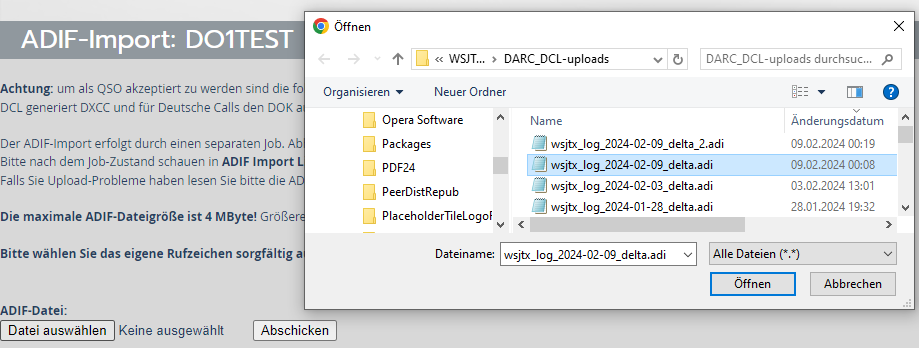 ADIF-Import: DO1TEST
Achtung: um als QSO akzeptiert zu werden sind die fo
DCL generiert DXCC und für Deutsche Calls den DOK a
Der ADIF-Import erfolgt durch einen separaten Job. Abl
Bitte nach dem Job-Zustand schauen in ADIF Import L
Falls Sie Upload-Probleme haben lesen Sie bitte die AD
Die maximale ADIF-Dateigröße ist 4 MByte! Größere
Bitte wählen Sie das eigene Rufzeichen sorgfältig au
ADIF-Datei:
Datei auswählen Keine ausgewählt Abschicken
Öffnen
« WSJT... DARC_DCL-uploads
DARC_DCL-uploads durchsuc...
Organisieren Neuer Ordner
Opera Software
Packages
PDF24
PeerDistRepub
PlaceholderTileLogoF
Name Änderungsdatum
wsjtx_log_2024-02-09_delta_2.adi 09.02.2024 00:19
wsjtx_log_2024-02-09_delta.adi 09.02.2024 00:08
wsjtx_log_2024-02-03_delta.adi 03.02.2024 13:01
wsjtx_log_2024-01-28_delta.adi 28.01.2024 19:32
Dateiname: wsjtx_log_2024-02-09_delta.adi Alle Dateien (*.*)
Öffnen Abbrechen